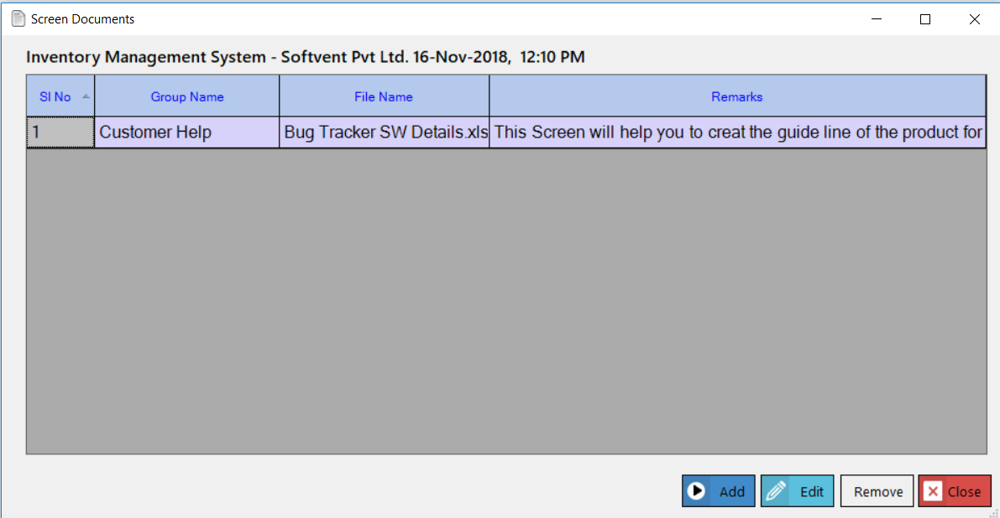 Screen Documents
Inventory Management System - Softvent Pvt Ltd. 16-Nov-2018, 12:10 PM
Sl No Group Name File Name Remarks
1 Customer Help Bug Tracker SW Details.xls This Screen will help you to creat the guide line of the product for
Add Edit Remove Close